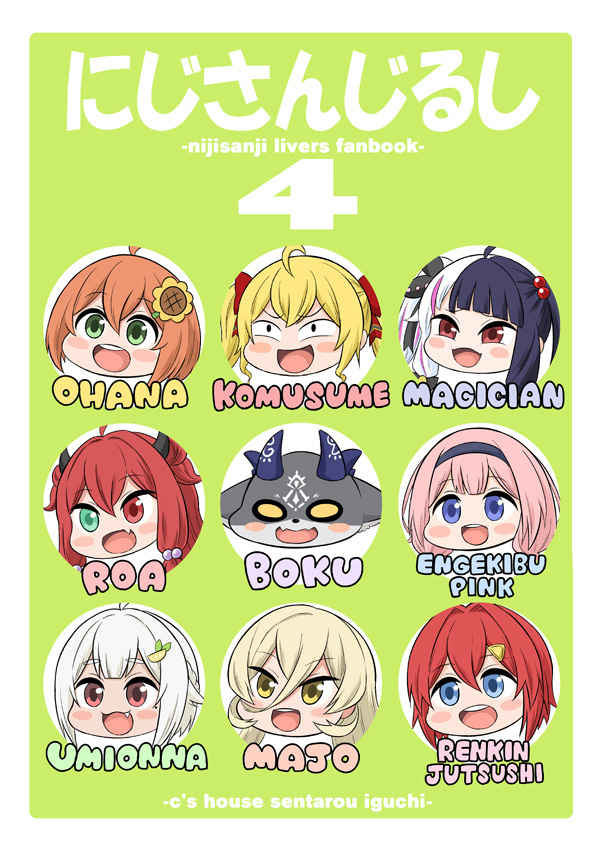 にじさんじるし
-nijisanji livers fanbook-
4
OHANA
KOMUSUME
MAGICIAN
ROA
BOKU
ENGEKIBU
PINK
UMIONNA
MAJO
RENKIN
JUTSUSHI
-c's house sentarou iguchi-